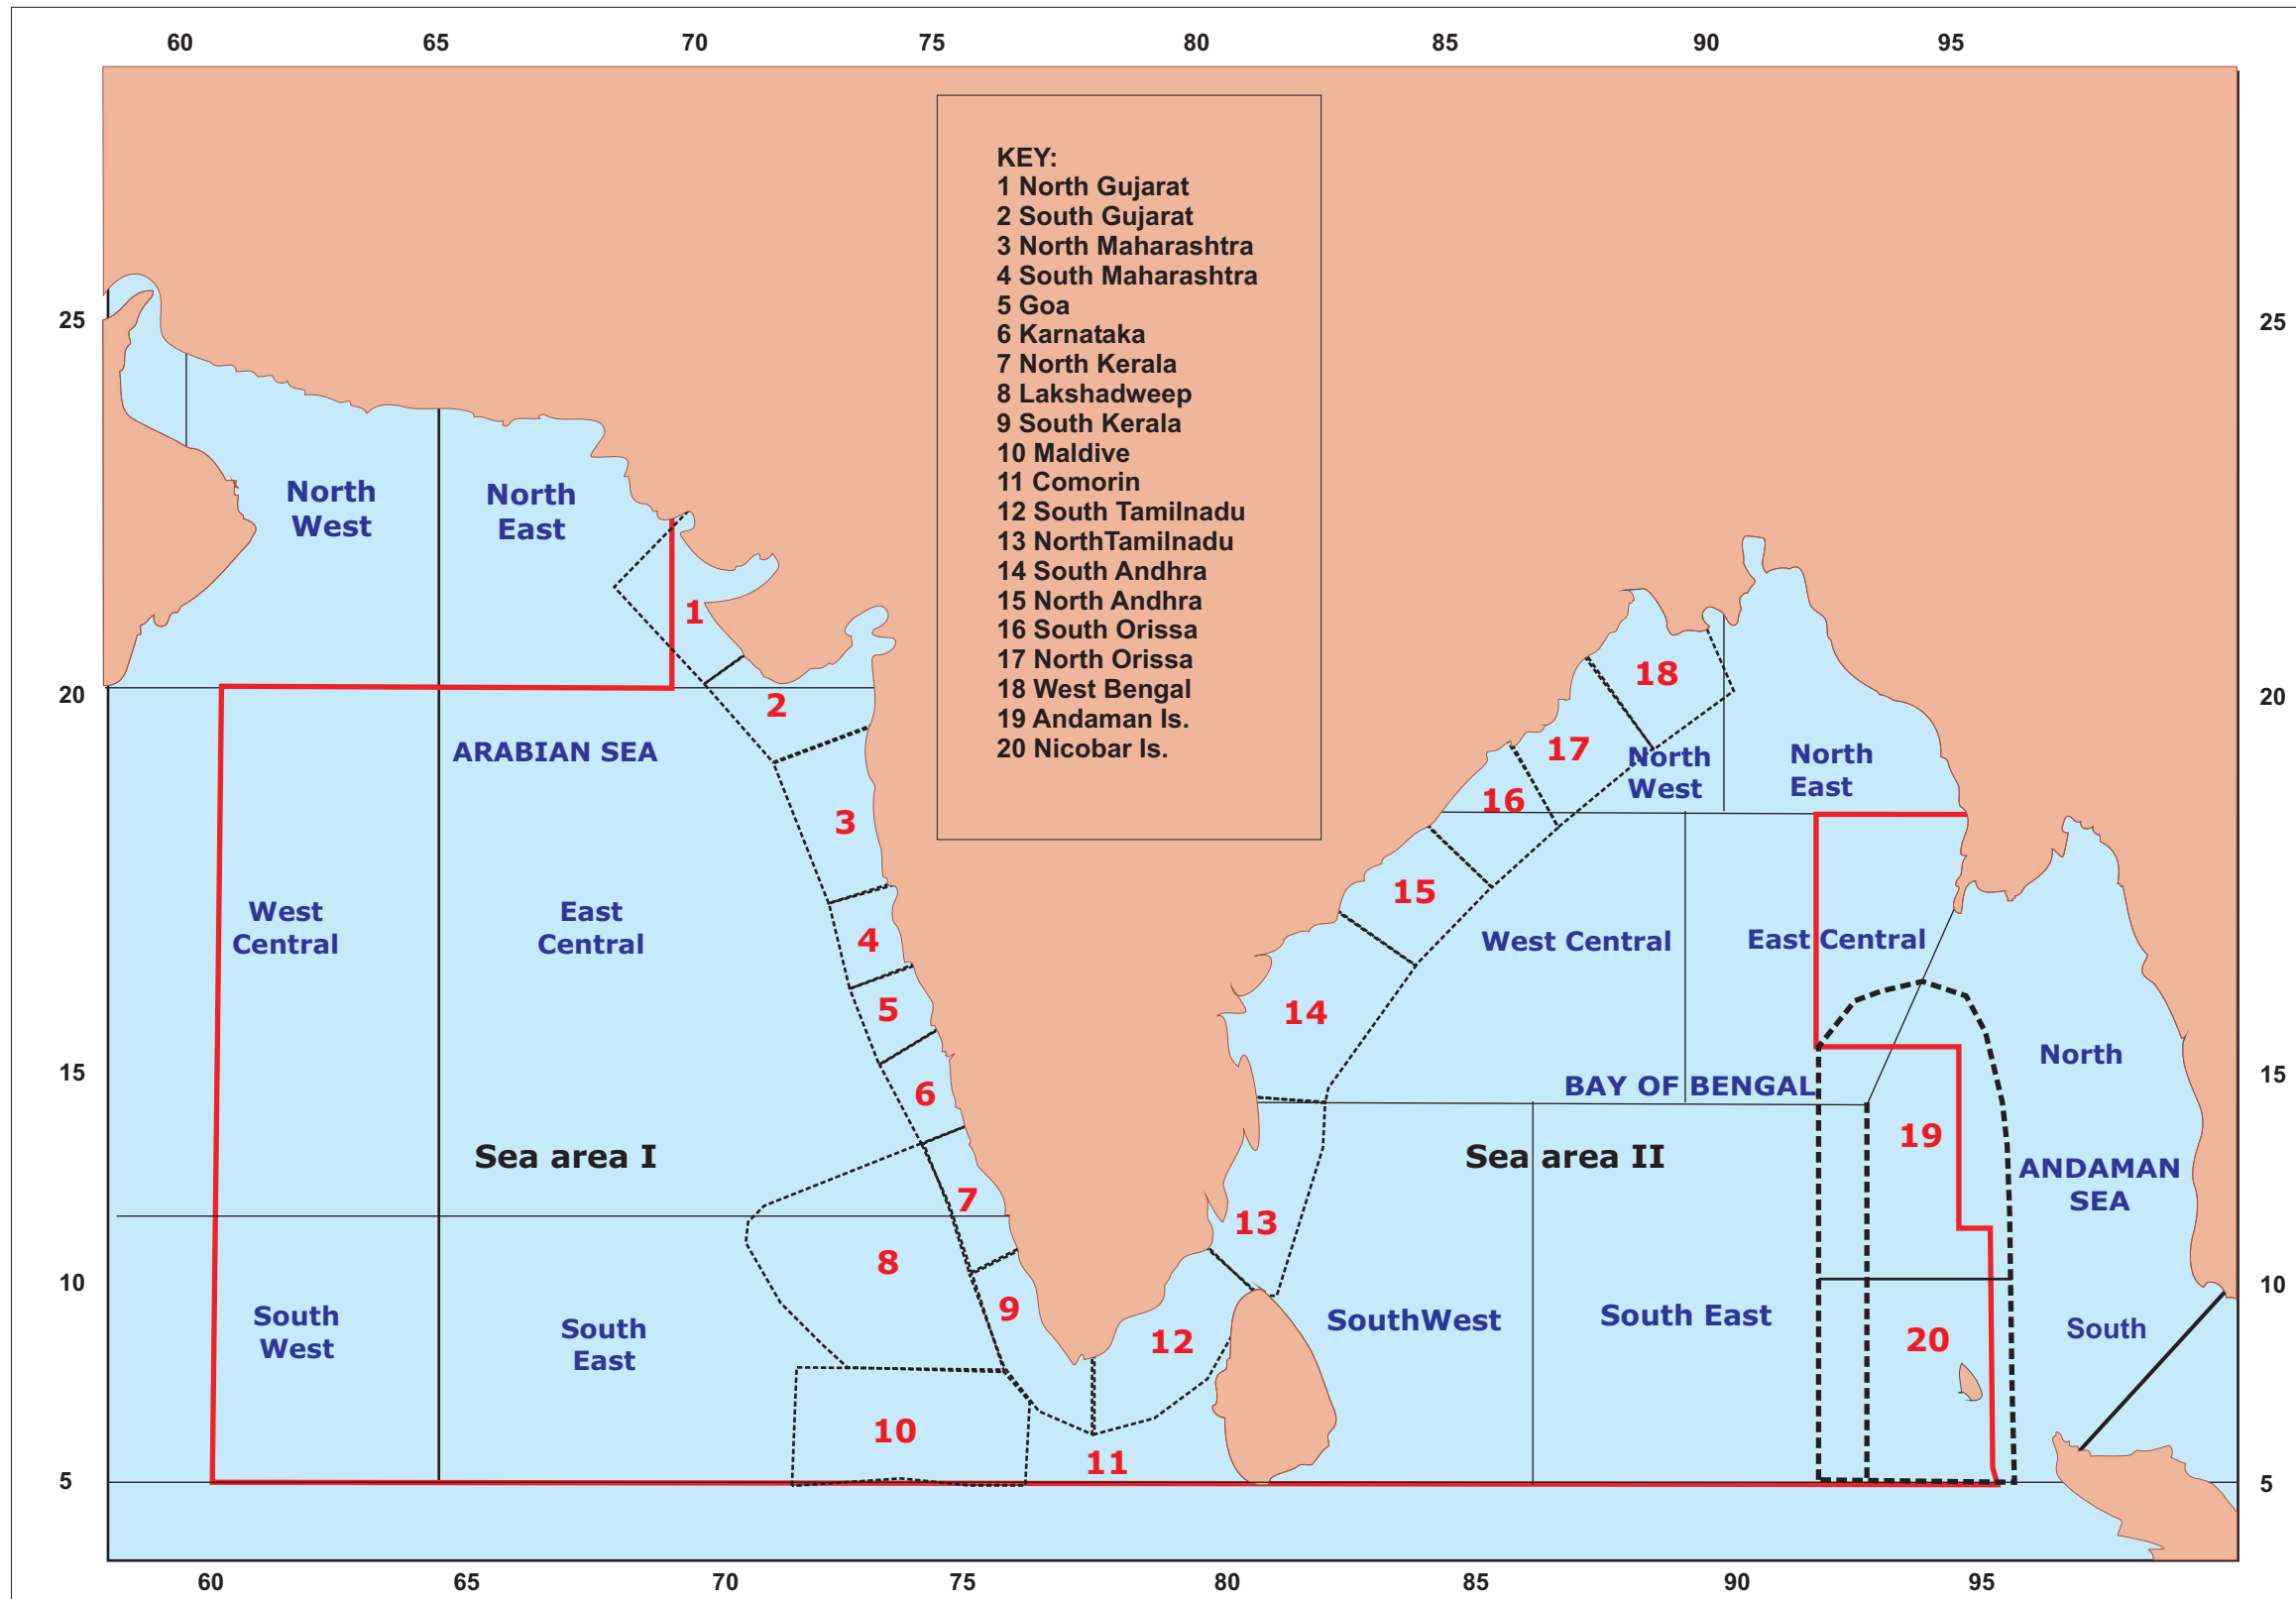 60 65 70 75 80 85 90 95
KEY:
1 North Gujarat
2 South Gujarat
3 North Maharashtra
4 South Maharashtra
5 Goa
6 Karnataka
7 North Kerala
8 Lakshadweep
9 South Kerala
10 Maldive
11 Comorin
12 South Tamilnadu
13 NorthTamilnadu
14 South Andhra
15 North Andhra
16 South Orissa
17 North Orissa
18 West Bengal
19 Andaman Is.
20 Nicobar Is.
25 25
North
West
North
East
1
18
20 20
2
17
ARABIAN SEA
North
West
North
East
16
3
15
West
Central
East
Central
4
West Central
East Central
5
14
North
15 15
6
BAY OF BENGAL
19
Sea area I
Sea area II
ANDAMAN
SEA
7
13
8
10 10
9
South
West
South
East
SouthWest
South East
South
12
20
10
11
5 5
60 65 70 75 80 85 90 95